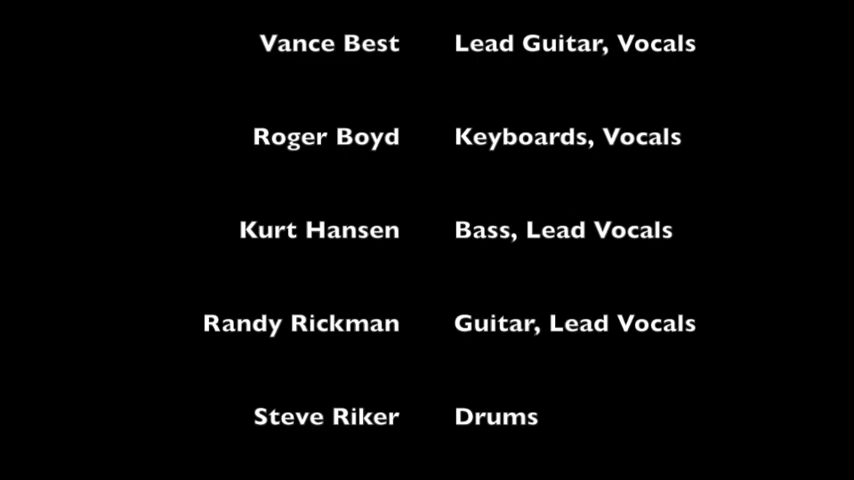 Vance Best Lead Guitar, Vocals
Roger Boyd Keyboards, Vocals
Kurt Hansen Bass, Lead Vocals
Randy Rickman Guitar, Lead Vocals
Steve Riker Drums